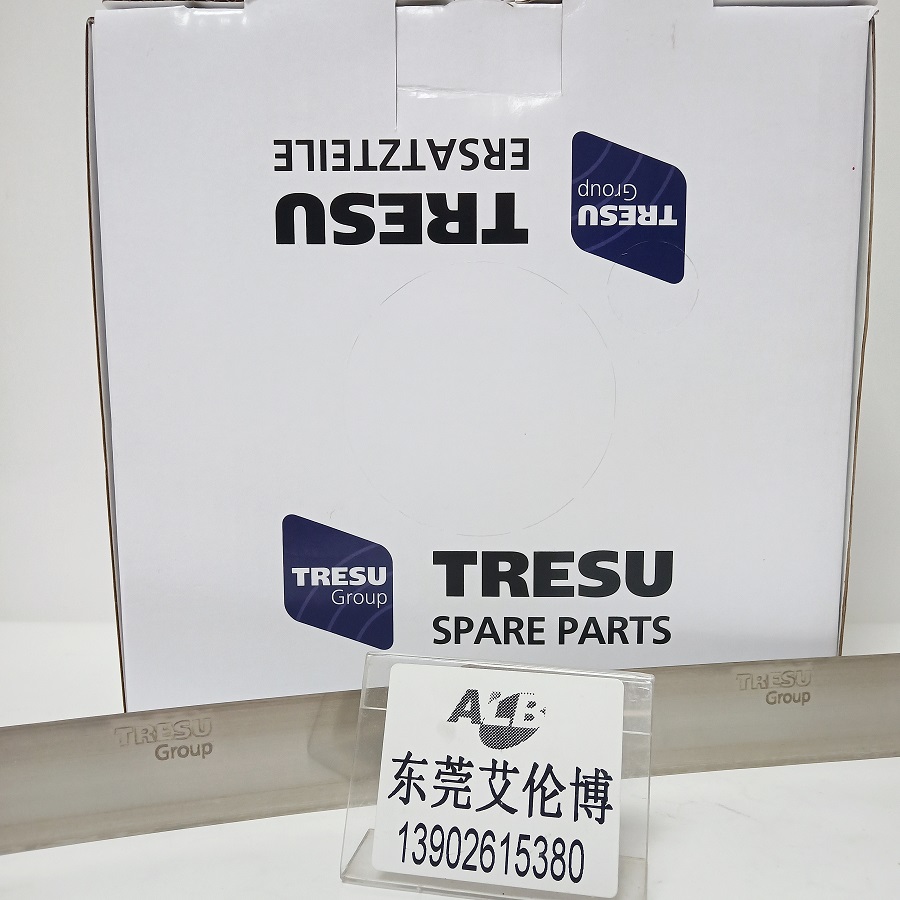 ERSATZTEILE
TRESU
TRESU
Group
TRESU
Group
TRESU
SPARE PARTS
TRESU
Group
TRESU
Group
ALB
东莞艾伦博
13902615380